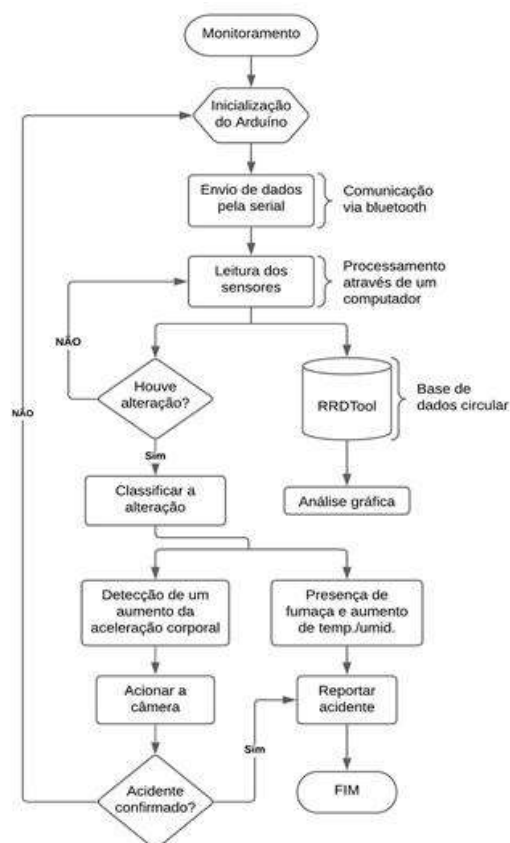 Monitoramento
Inicialização
do Arduíno
Envio de dados
pela serial
Comunicação
via bluetooth
Leitura dos
sensores
Processamento
através de um
computador
NÃO
Houve
alteração?
RRDTool
Base de
dados circular
NÃO
Sim
Classificar a
alteração
Análise gráfica
Detecção de um
aumento da
aceleração corporal
Presença de
fumaça e aumento
de temp./umid.
Acionar a
câmera
Reportar
acidente
Sim
Acidente
confirmado?
FIM